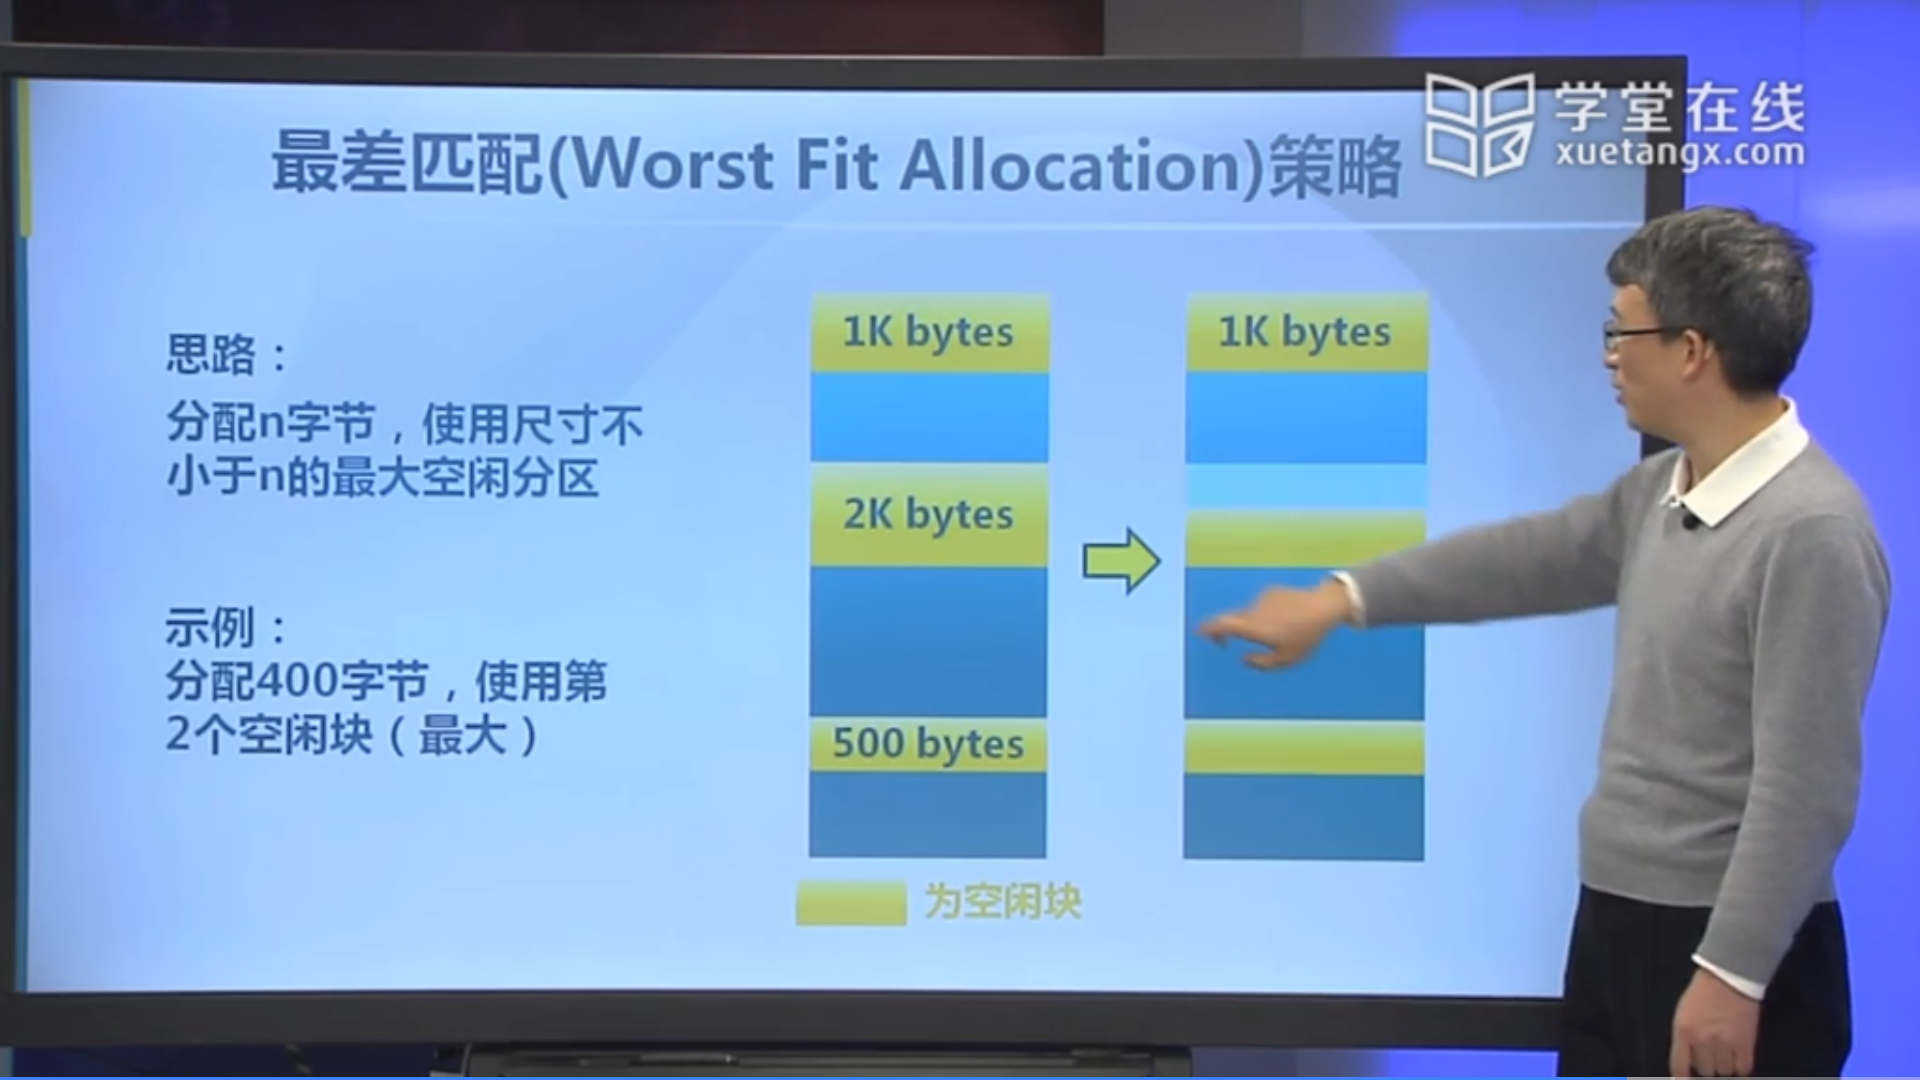 最差匹配(Worst Fit Allocation)策略
学堂在线
xuetangx.com
思路：
分配n字节，使用尺寸不
小于n的最大空闲分区
示例：
分配400字节，使用第
2个空闲块（最大）
1K bytes
2K bytes
500 bytes
1K bytes
为空闲块